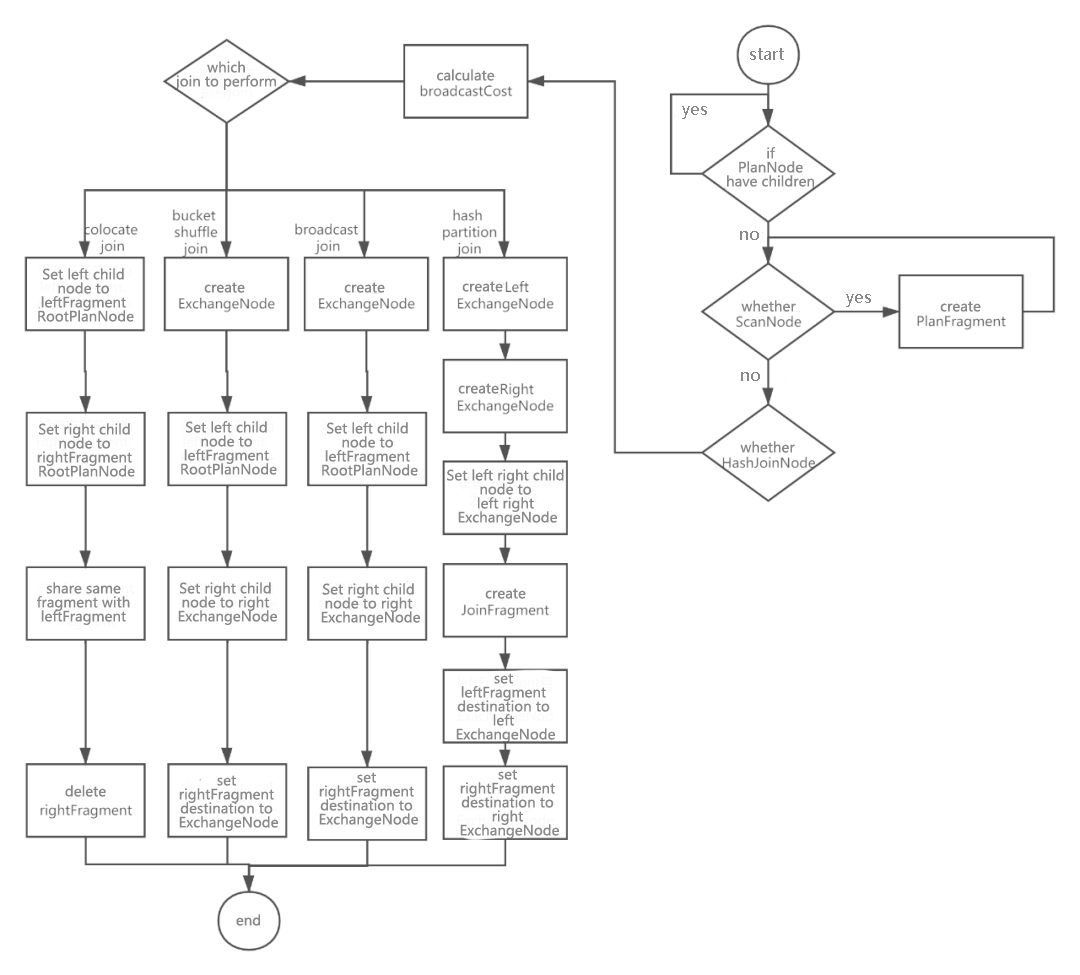 start
yes
if
PlanNode
have children
no
whether
ScanNode
yes
create
PlanFragment
no
whether
HashJoinNode
calculate
broadcastCost
which
join to perform
colocate
join
Set left child
node to
leftFragment
RootPlanNode
Set right child
node to
rightFragment
RootPlanNode
share same
fragment with
leftFragment
delete
rightFragment
bucket
shuffle
join
create
ExchangeNode
Set left child
node to
leftFragment
RootPlanNode
Set right child
node to right
ExchangeNode
set
rightFragment
destination to
ExchangeNode
broadcast
join
create
ExchangeNode
Set left child
node to
leftFragment
RootPlanNode
Set right child
node to right
ExchangeNode
set
rightFragment
destination to
ExchangeNode
hash
partition
join
create Left
ExchangeNode
createRight
ExchangeNode
Set left right child
node to
left right
ExchangeNode
create
JoinFragment
set
leftFragment
destination to
left
ExchangeNode
set
rightFragment
destination to
right
ExchangeNode
end